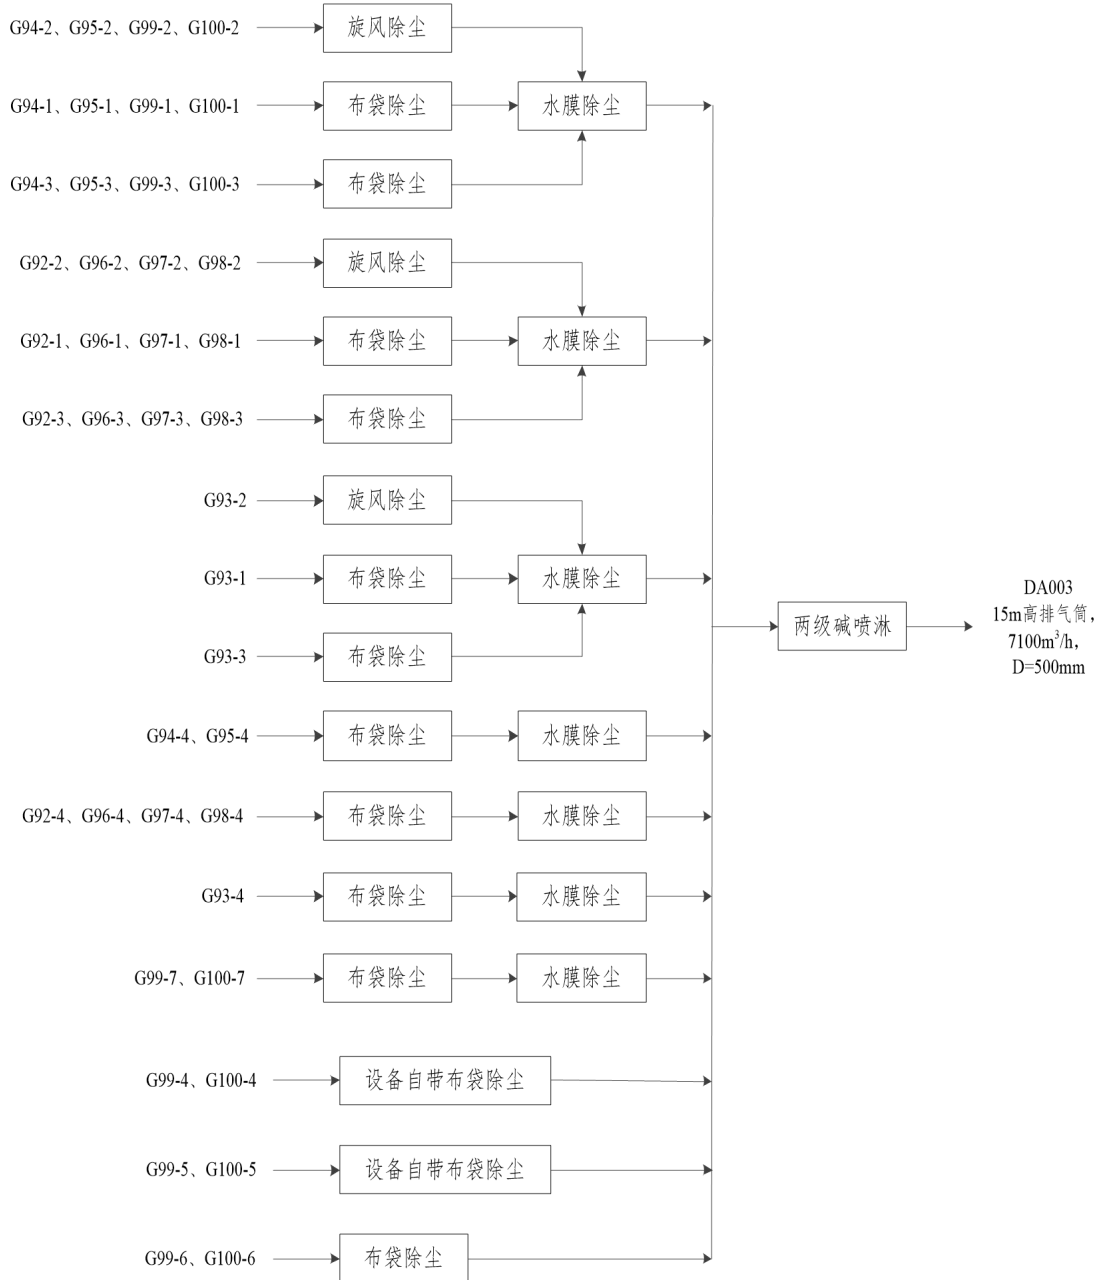 G94-2、G95-2、G99-2、G100-2
旋风除尘
G94-1、G95-1、G99-1、G100-1
布袋除尘
水膜除尘
G94-3、G95-3、G99-3、G100-3
布袋除尘
G92-2、G96-2、G97-2、G98-2
旋风除尘
G92-1、G96-1、G97-1、G98-1
布袋除尘
水膜除尘
G92-3、G96-3、G97-3、G98-3
布袋除尘
G93-2
旋风除尘
G93-1
布袋除尘
水膜除尘
G93-3
布袋除尘
两级碱喷淋
DA003
15m高排气筒，
7100m³/h，
D=500mm
G94-4、G95-4
布袋除尘
水膜除尘
G92-4、G96-4、G97-4、G98-4
布袋除尘
水膜除尘
G93-4
布袋除尘
水膜除尘
G99-7、G100-7
布袋除尘
水膜除尘
G99-4、G100-4
设备自带布袋除尘
G99-5、G100-5
设备自带布袋除尘
G99-6、G100-6
布袋除尘